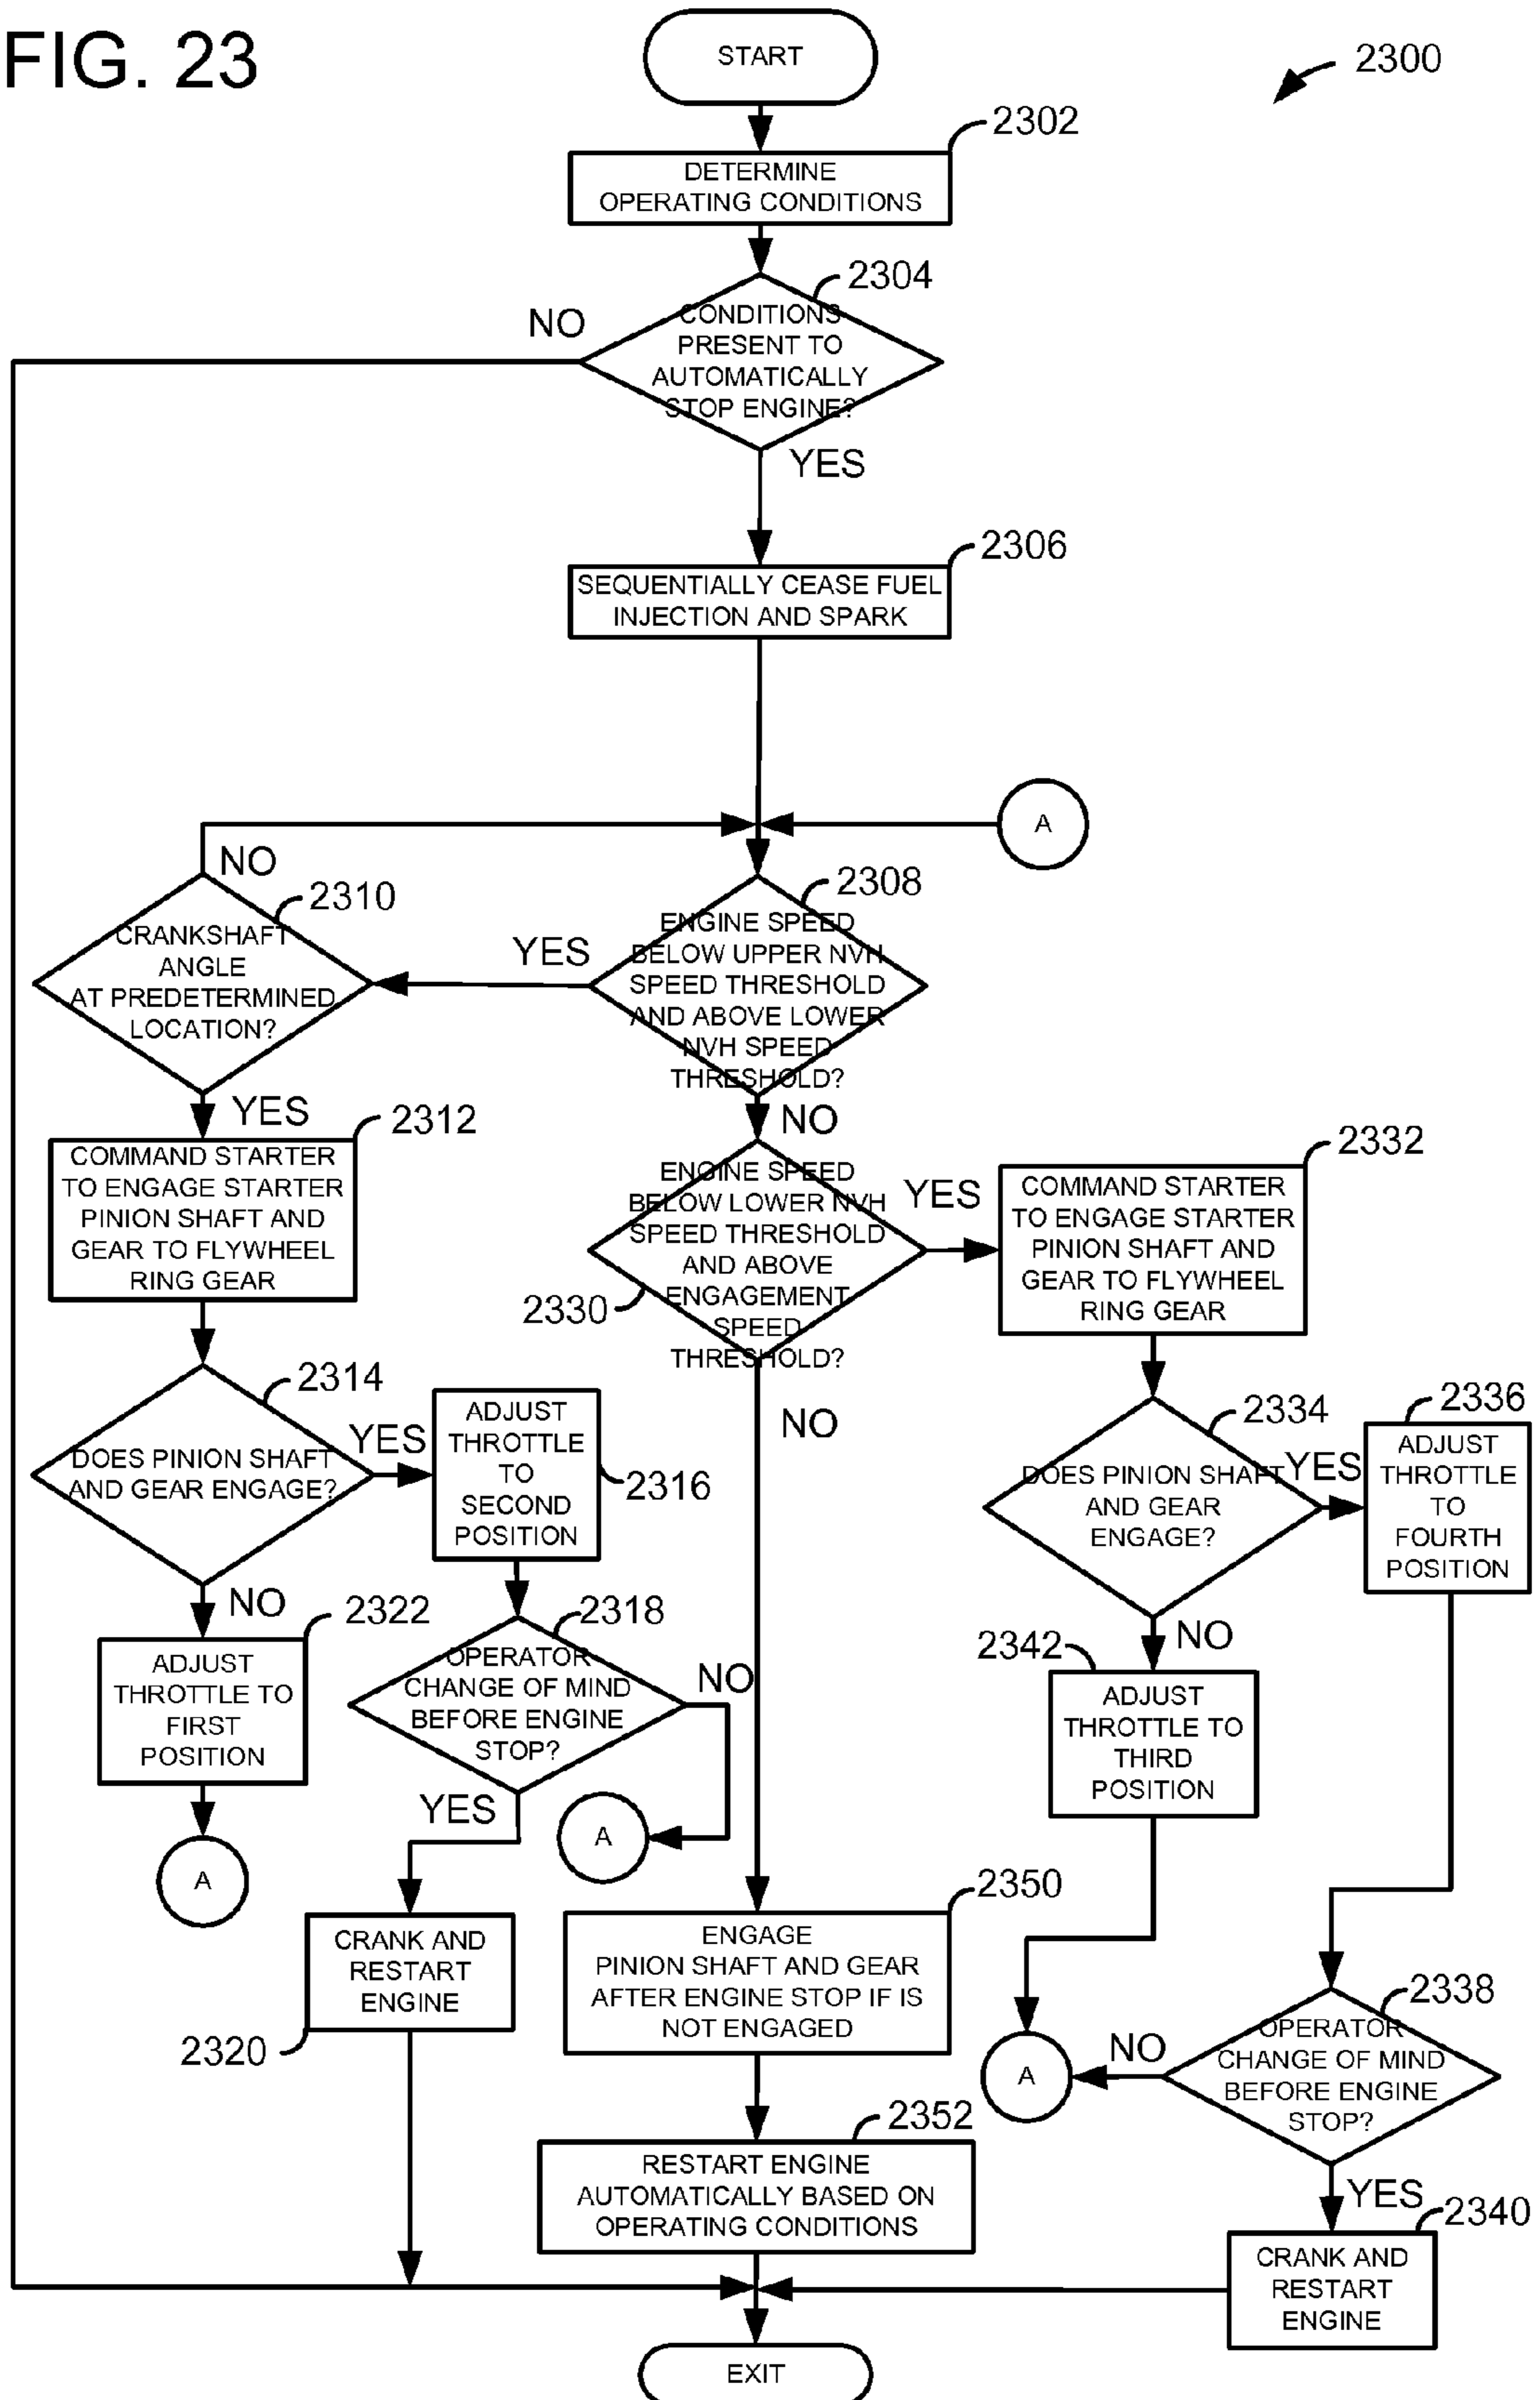 FIG. 23
START
2300
2302
DETERMINE
OPERATING CONDITIONS
2304
NO
CONDITIONS
PRESENT TO
AUTOMATICALLY
STOP ENGINE?
YES
2306
SEQUENTIALLY CEASE FUEL
INJECTION AND SPARK
A
NO
2310
CRANKSHAFT
ANGLE
AT PREDETERMINED
LOCATION?
YES
2308
ENGINE SPEED
BELOW UPPER NVH
SPEED THRESHOLD
AND ABOVE LOWER
NVH SPEED
THRESHOLD?
YES
NO
2312
COMMAND STARTER
TO ENGAGE STARTER
PINION SHAFT AND
GEAR TO FLYWHEEL
RING GEAR
ENGINE SPEED
BELOW LOWER NVH
SPEED THRESHOLD
AND ABOVE
ENGAGEMENT
SPEED
THRESHOLD?
2330
YES
NO
2332
COMMAND STARTER
TO ENGAGE STARTER
PINION SHAFT AND
GEAR TO FLYWHEEL
RING GEAR
2314
DOES PINION SHAFT
AND GEAR ENGAGE?
YES
ADJUST
THROTTLE
TO
SECOND
POSITION
2316
2334
DOES PINION SHAFT
AND GEAR
ENGAGE?
YES
2336
ADJUST
THROTTLE
TO
FOURTH
POSITION
NO
2322
ADJUST
THROTTLE TO
FIRST
POSITION
A
2318
OPERATOR
CHANGE OF MIND
BEFORE ENGINE
STOP?
NO
YES
A
NO
2342
ADJUST
THROTTLE TO
THIRD
POSITION
CRANK AND
RESTART
ENGINE
2320
2350
ENGAGE
PINION SHAFT AND GEAR
AFTER ENGINE STOP IF IS
NOT ENGAGED
A
NO
2338
OPERATOR
CHANGE OF MIND
BEFORE ENGINE
STOP?
YES
2352
RESTART ENGINE
AUTOMATICALLY BASED ON
OPERATING CONDITIONS
2340
CRANK AND
RESTART
ENGINE
EXIT